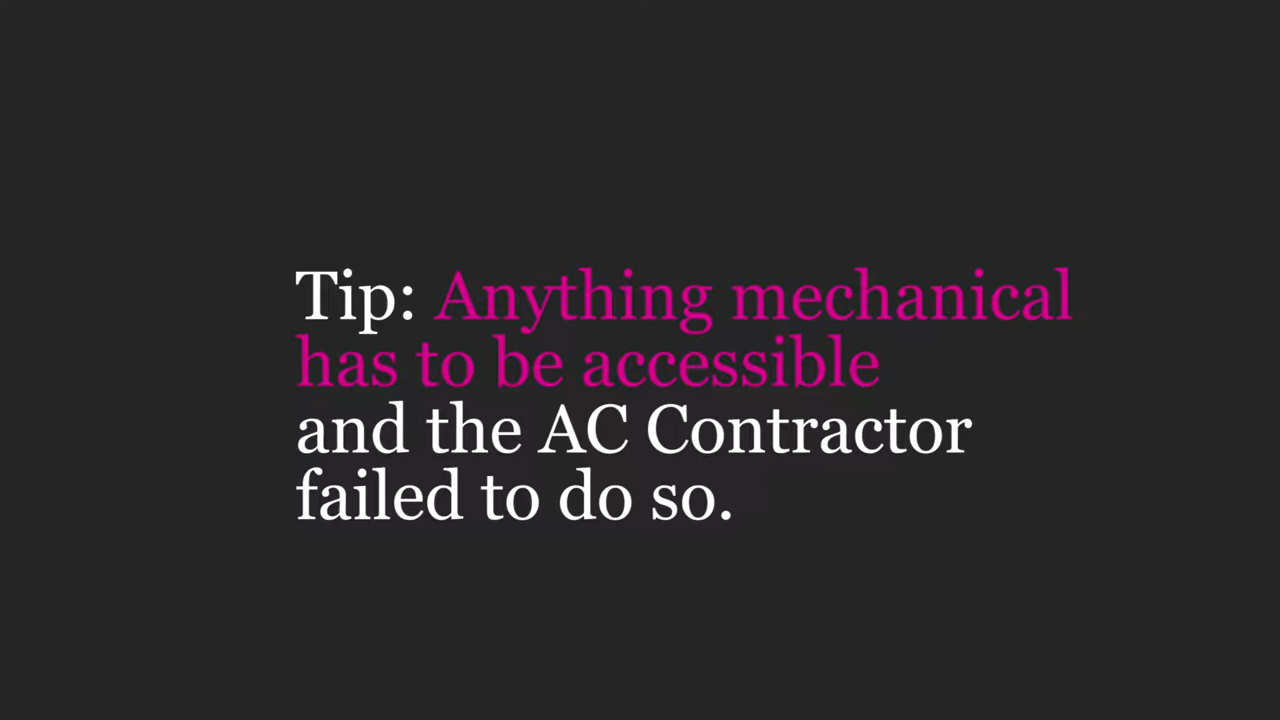 Tip: Anything mechanical
has to be accessible
and the AC Contractor
failed to do so.